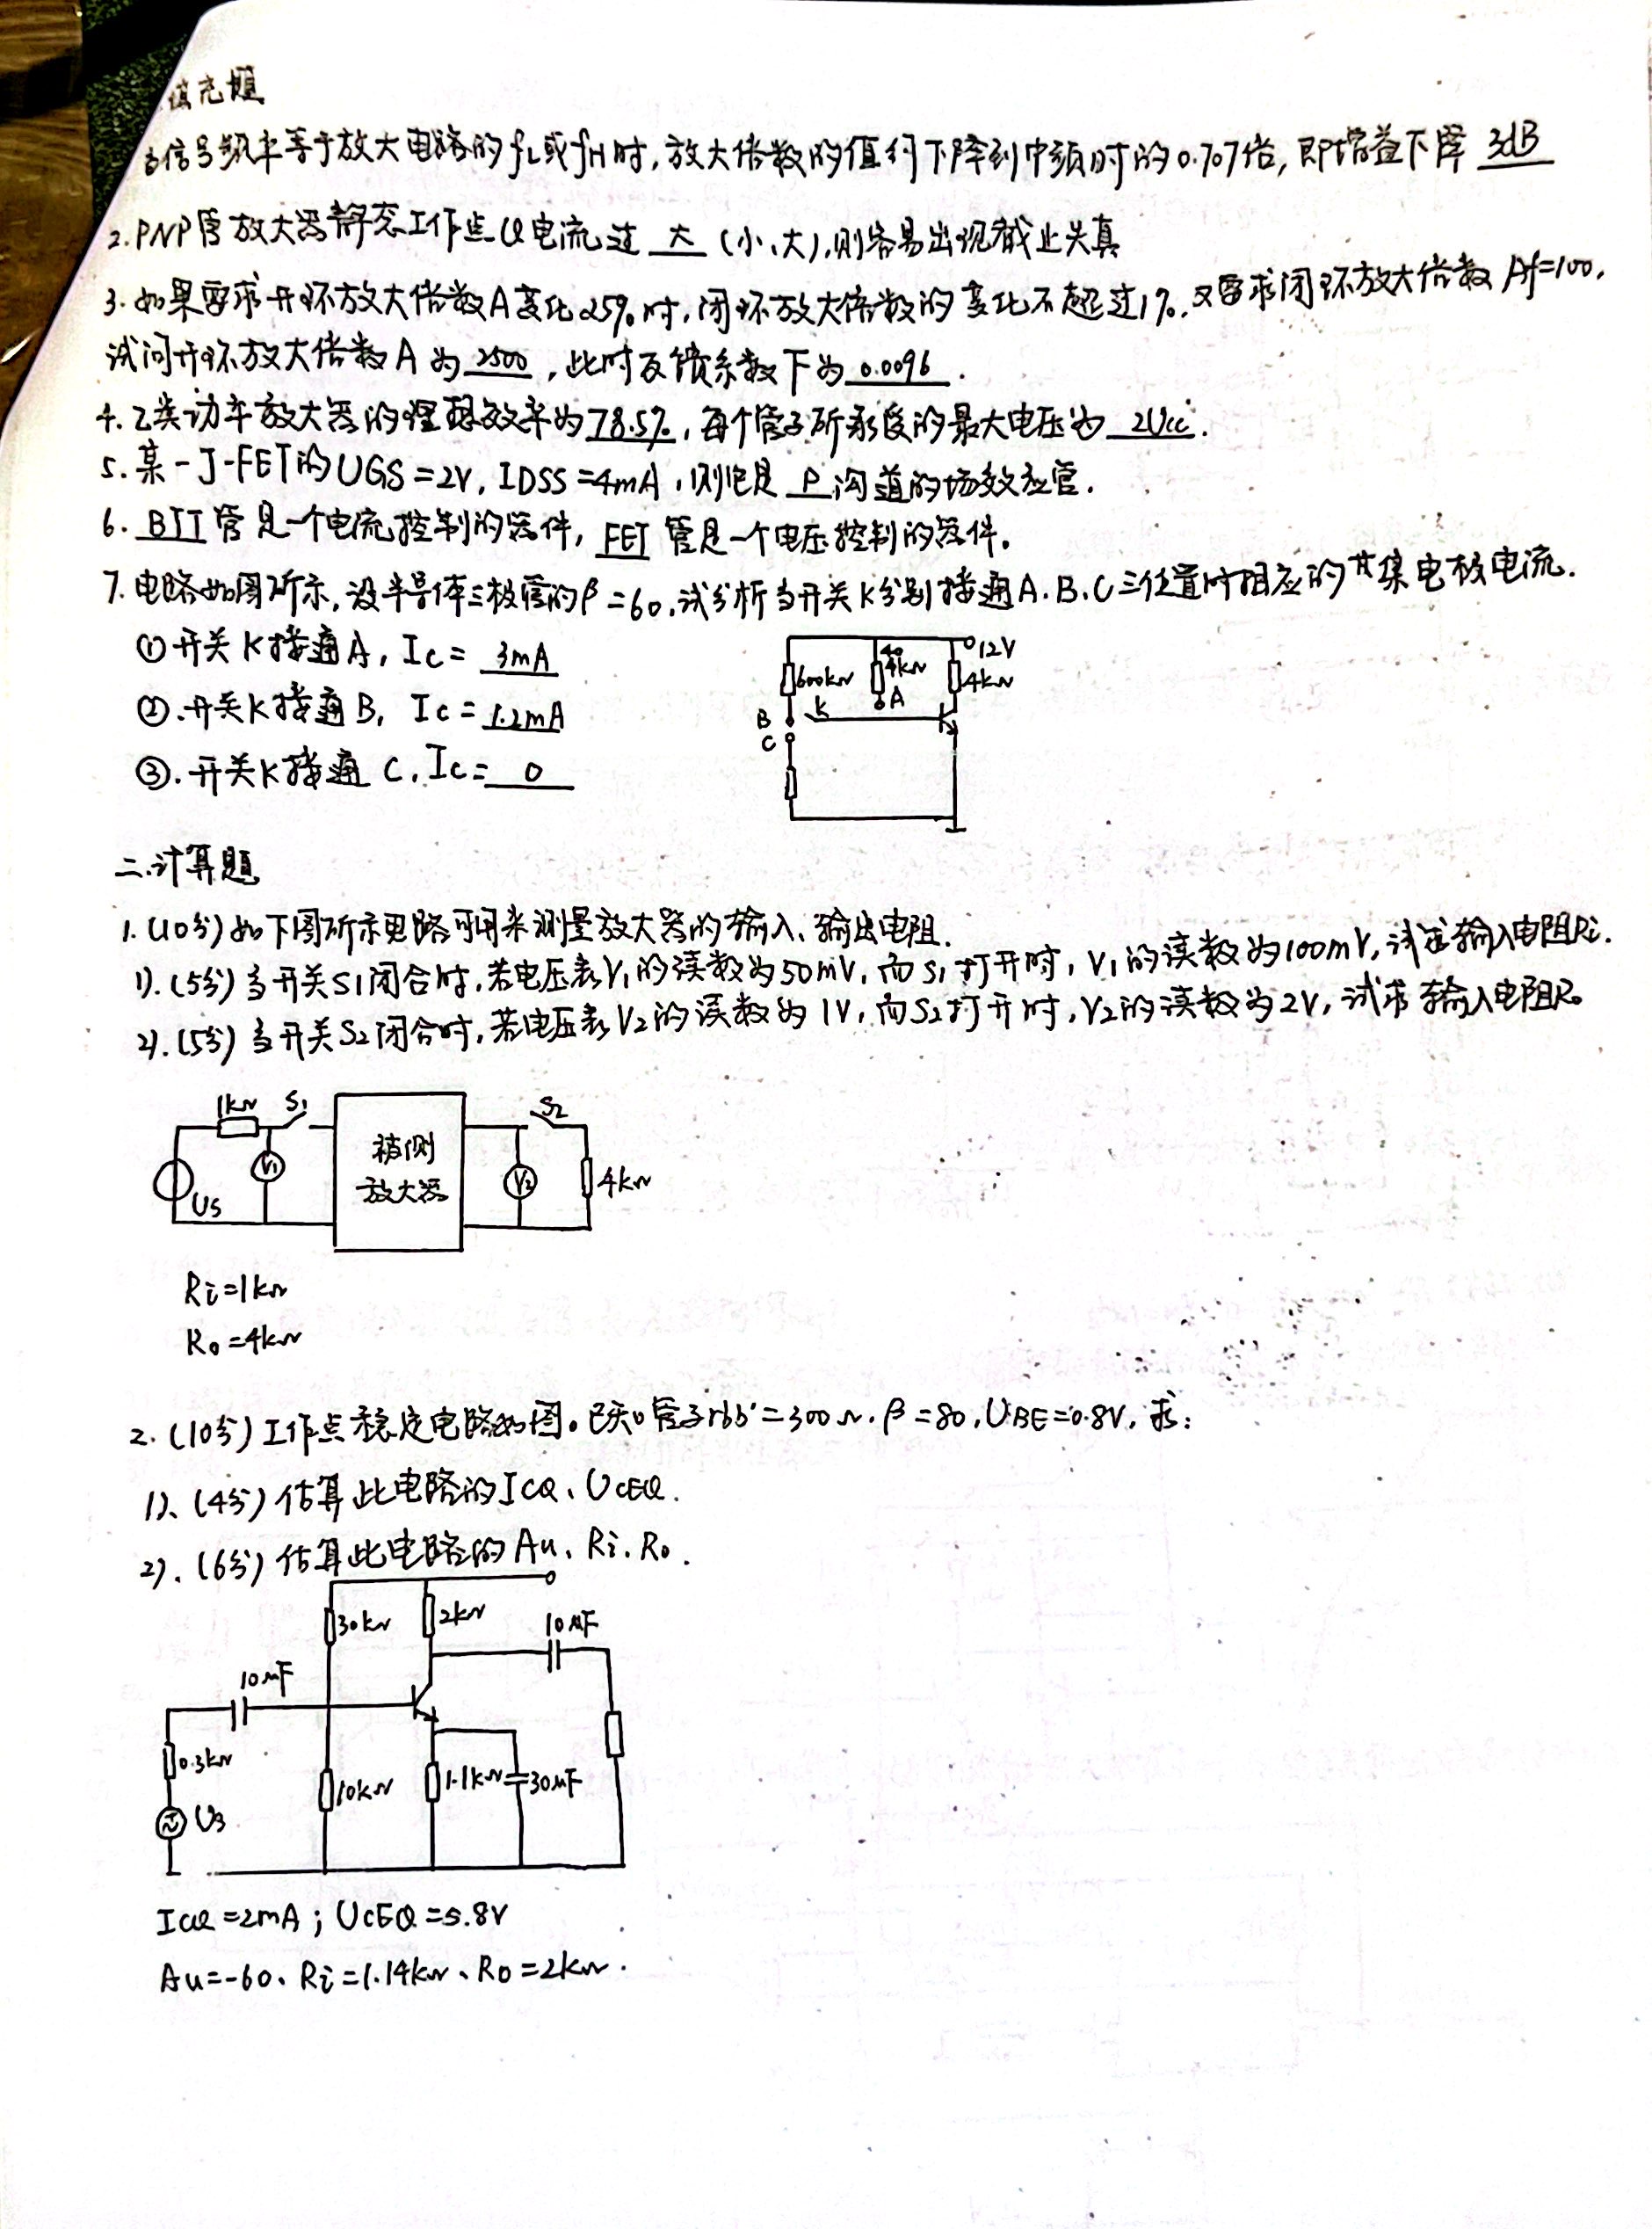 填充题
当信号频率等于放大电路的fL或fH时,放大倍数的值约下降到中频时的0.707倍,即增益下降 3dB
2.PNP管放大器静态工作点Q电流过 大 (小、大),则容易出现截止失真
3.如果要求开环放大倍数A变化25%时,闭环放大倍数的变化不超过1%.又要求闭环放大倍数Af=100,
试问开环放大倍数A为 2500 ,此时反馈系数F为 0.0096 .
4.乙类功率放大器的理想效率为 78.5% ,每个管子所承受的最大电压为 2Ucc .
5.某一J-FET的UGS=2V, IDSS=4mA,则它是 P 沟道的场效应管.
6. BJT 管是一个电流控制的器件, FET 管是一个电压控制的器件。
7.电路如图所示,设半导体三极管的β=60,试分析当开关K分别接通A.B.C三位置时相应的其集电极电流.
①开关K接通A, Ic= 3mA
②.开关K接通B, Ic= 1.2mA
③.开关K接通C, Ic= 0
12V
600kΩ
4kΩ
4kΩ
A
B
K
C
二.计算题
1.(10分)如下图所示电路可用来测量放大器的输入、输出电阻.
1).(5分)当开关S1闭合时,若电压表V1的读数为50mV,而S1打开时,V1的读数为100mV,试求输入电阻Ri.
2).(5分)当开关S2闭合时,若电压表V2的读数为1V,而S2打开时,V2的读数为2V,试求输入电阻Ro
1kΩ
S1
S2
V1
被测
放大器
V2
4kΩ
Us
Ri=1kΩ
Ro=4kΩ
2.(10分)工作点稳定电路如图。已知管子rbb'=300Ω.β=80,UBE=0.8V,求:
1)、(4分)估算此电路的ICQ、UCEQ.
2).(6分)估算此电路的Au、Ri.Ro.
30kΩ
2kΩ
10μF
10μF
0.3kΩ
10kΩ
1.1kΩ
30μF
ICQ=2mA;UCEQ=5.8V
Au=-60、Ri=1.14kΩ、Ro=2kΩ.